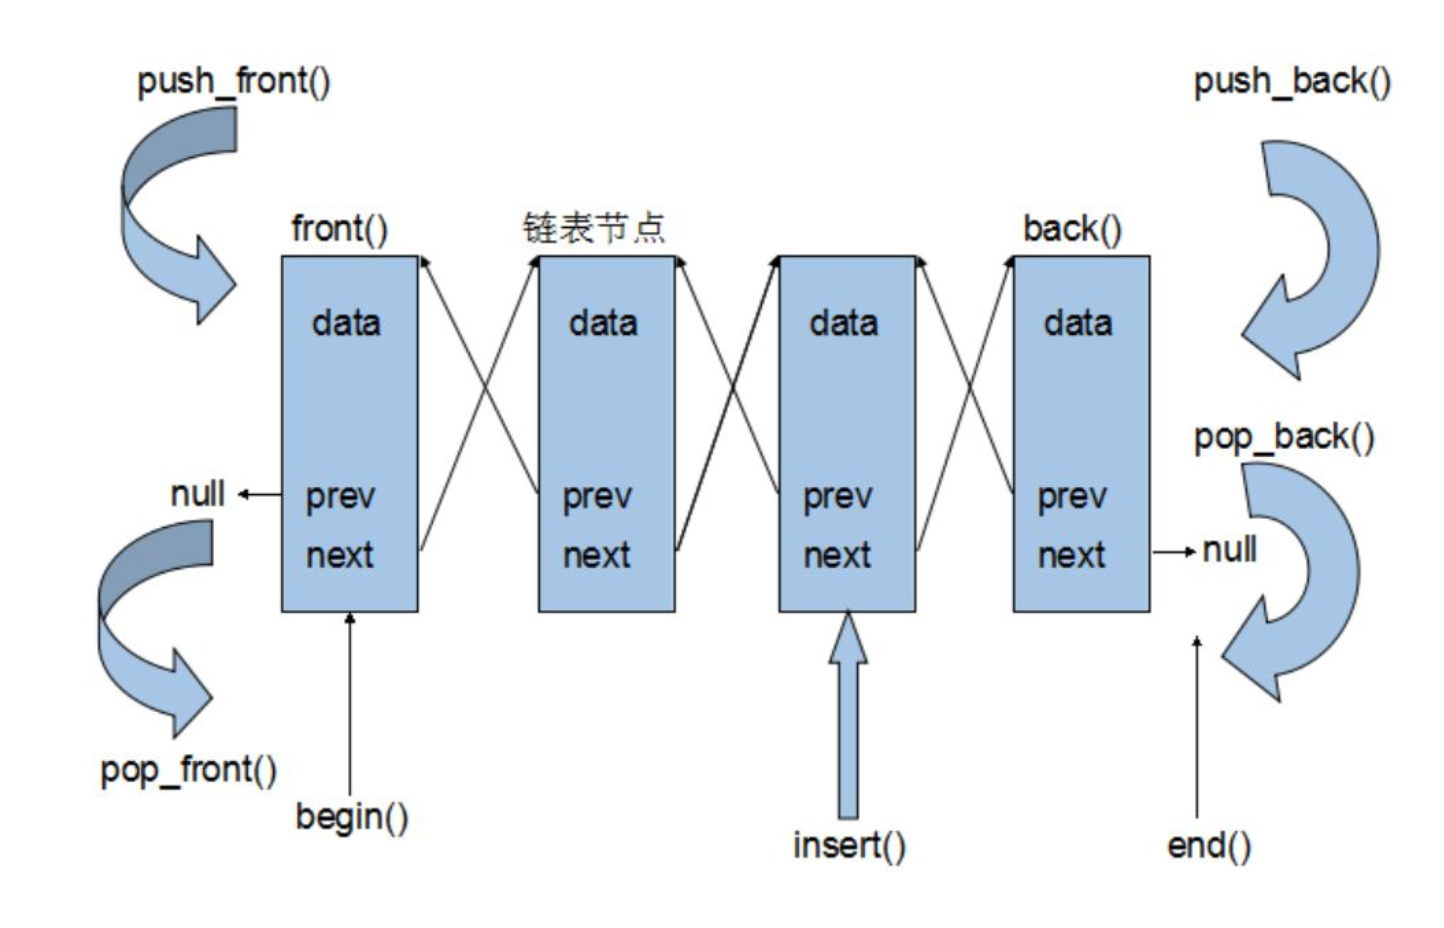 push_front()
push_back()
front()
链表节点
back()
data
data
data
data
pop_back()
null
prev
prev
prev
prev
next
next
next
next
null
pop_front()
begin()
insert()
end()